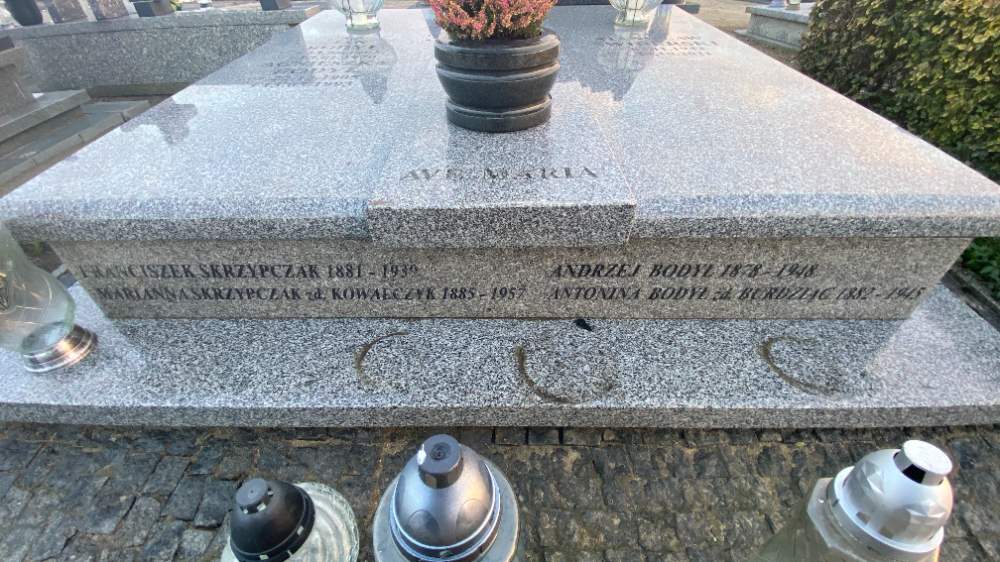 AVE MARIA
FRANCISZEK SKRZYPCZAK 1881 - 1939
MARIANNA SKRZYPCZAK zd. KOWALCZYK 1885 - 1957
ANDRZEJ BODYŁ 1878 - 1948
ANTONINA BODYŁ zd. BURDZIĄG 1882 - 1945